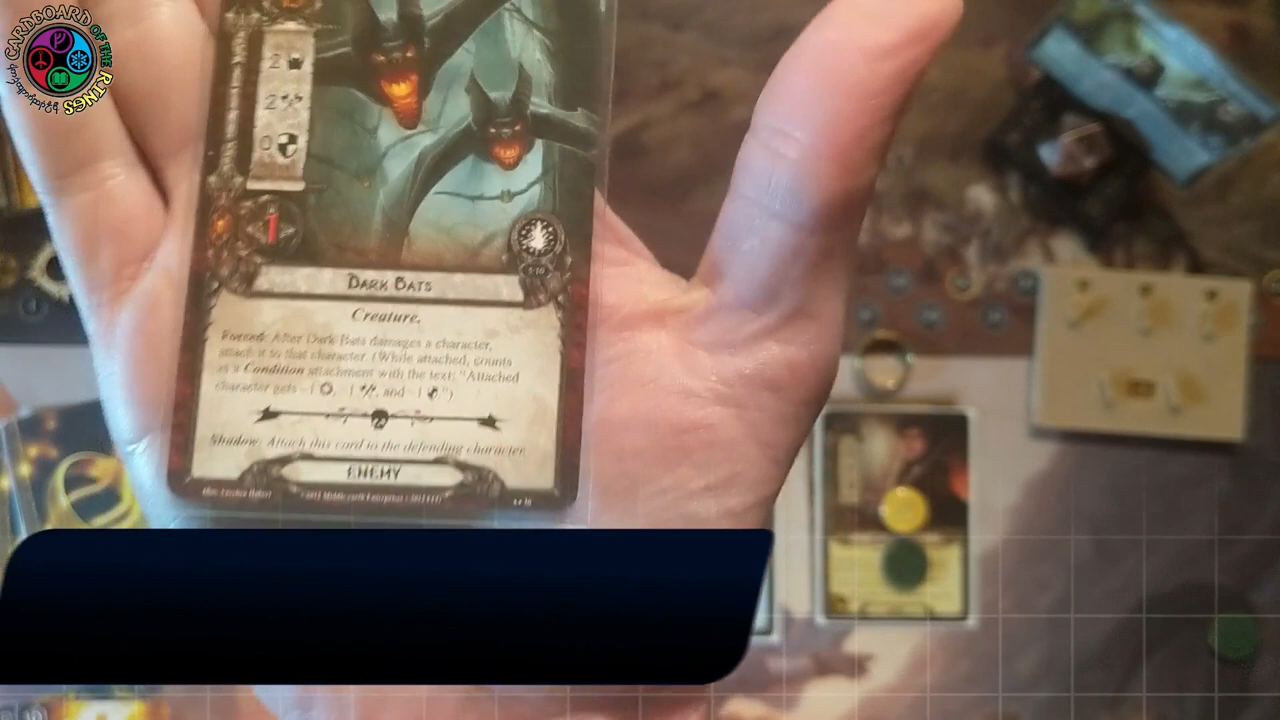 CARDBOARD OF THE RINGS
2
2
0
1
DARK BATS
Creature.
Forced: After Dark Bats damages a character,
attach it to that character. (While attached, counts
as a Condition attachment with the text: "Attached
character gets -1 , -1 , and -1 .")
Shadow: Attach this card to the defending character.
ENEMY